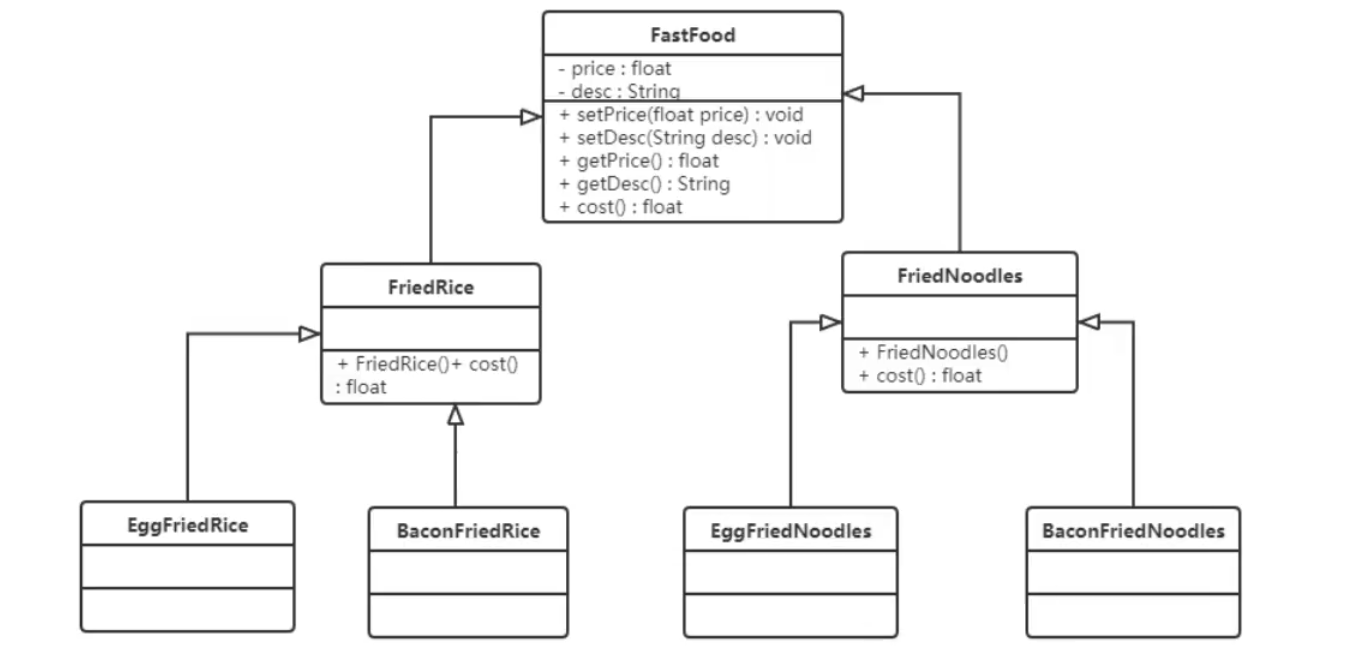 FastFood
- price : float
- desc : String
+ setPrice(float price) : void
+ setDesc(String desc) : void
+ getPrice() : float
+ getDesc() : String
+ cost() : float
FriedRice
+ FriedRice()+ cost()
: float
FriedNoodles
+ FriedNoodles()
+ cost() : float
EggFriedRice
BaconFriedRice
EggFriedNoodles
BaconFriedNoodles